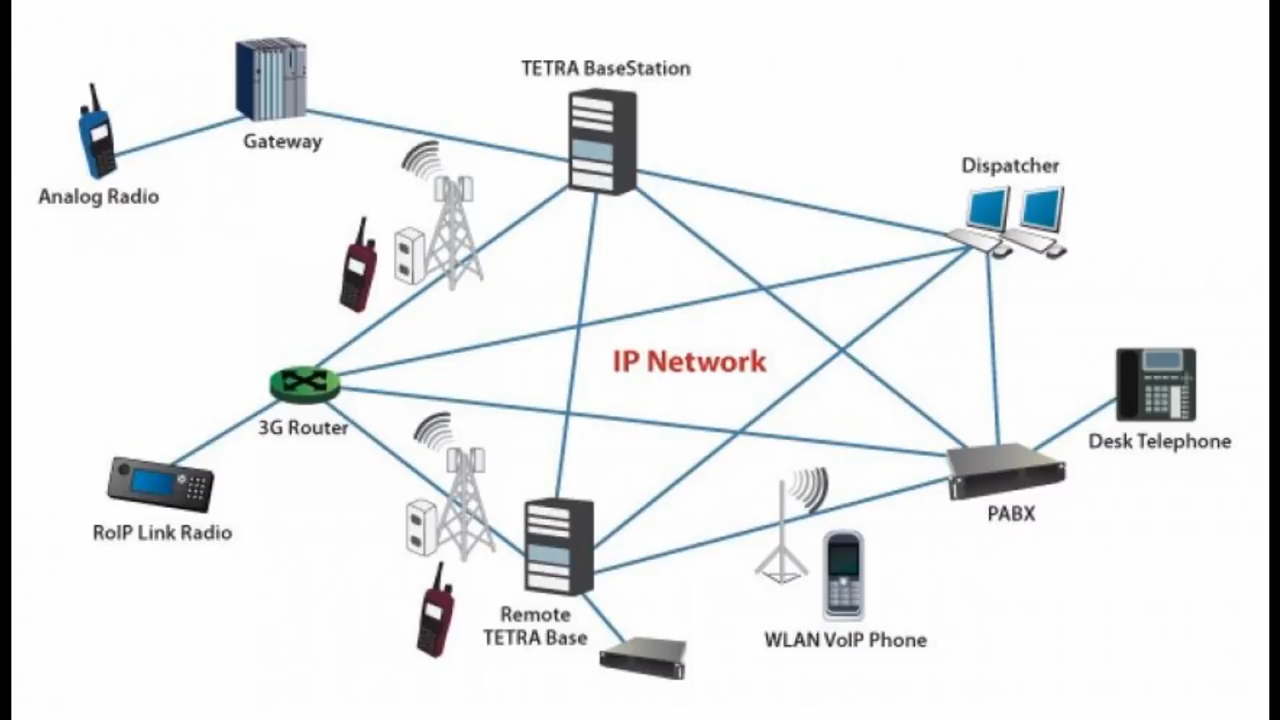 TETRA BaseStation
Gateway
Dispatcher
Analog Radio
IP Network
3G Router
Desk Telephone
RoIP Link Radio
PABX
Remote
TETRA Base
WLAN VoIP Phone